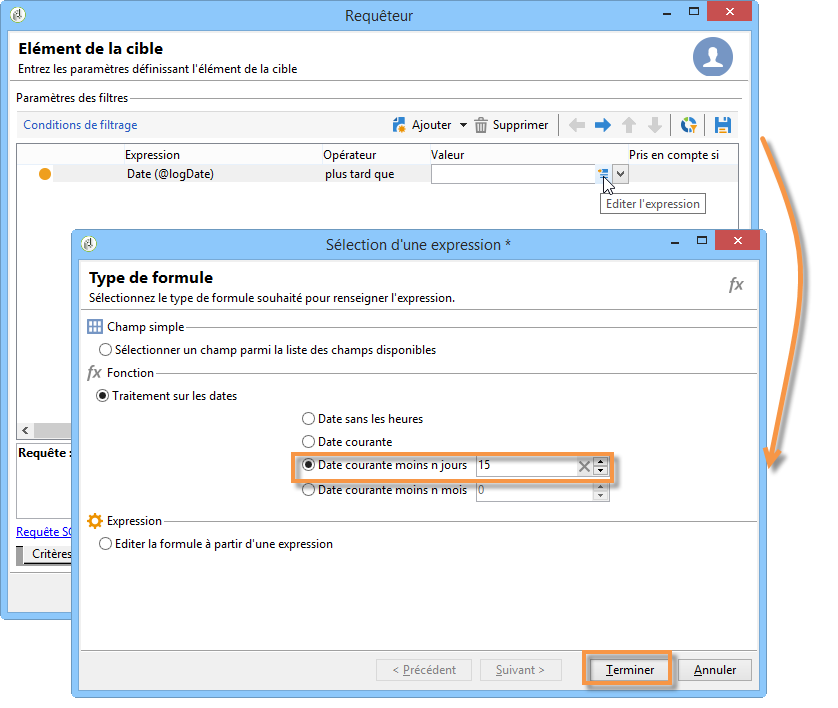 Requêteur
Elément de la cible
Entrez les paramètres définissant l'élément de la cible
Paramètres des filtres
Conditions de filtrage
Ajouter
Supprimer
Expression Opérateur Valeur Pris en compte si
Date (@logDate) plus tard que
Editer l'expression
Requête :
Requête SQ
Critères
Sélection d'une expression *
Type de formule
Sélectionnez le type de formule souhaité pour renseigner l'expression.
fx
Champ simple
Sélectionner un champ parmi la liste des champs disponibles
fx Fonction
Traitement sur les dates
Date sans les heures
Date courante
Date courante moins n jours 15
Date courante moins n mois 0
Expression
Editer la formule à partir d'une expression
< Précédent Suivant > Terminer Annuler